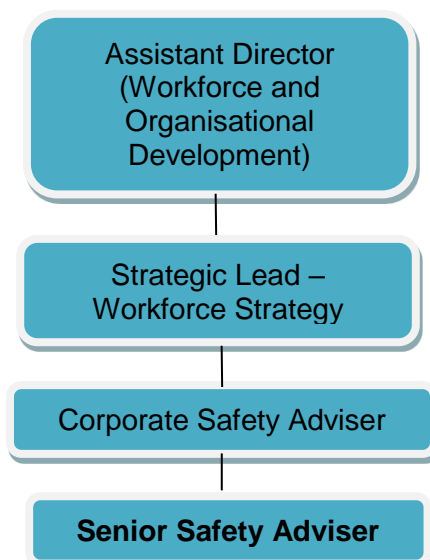 Assistant Director
(Workforce and
Organisational
Development)
Strategic Lead –
Workforce Strategy
Corporate Safety Adviser
Senior Safety Adviser